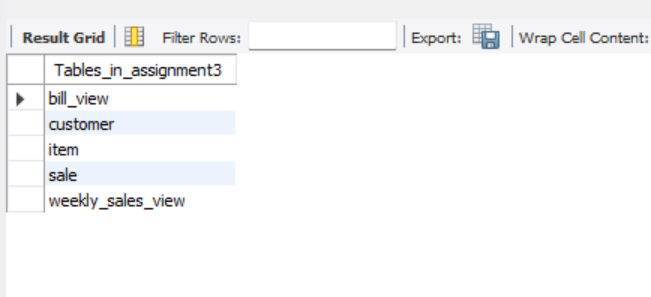 Result Grid Filter Rows: Export: Wrap Cell Content:
Tables_in_assignment3
bill_view
customer
item
sale
weekly_sales_view